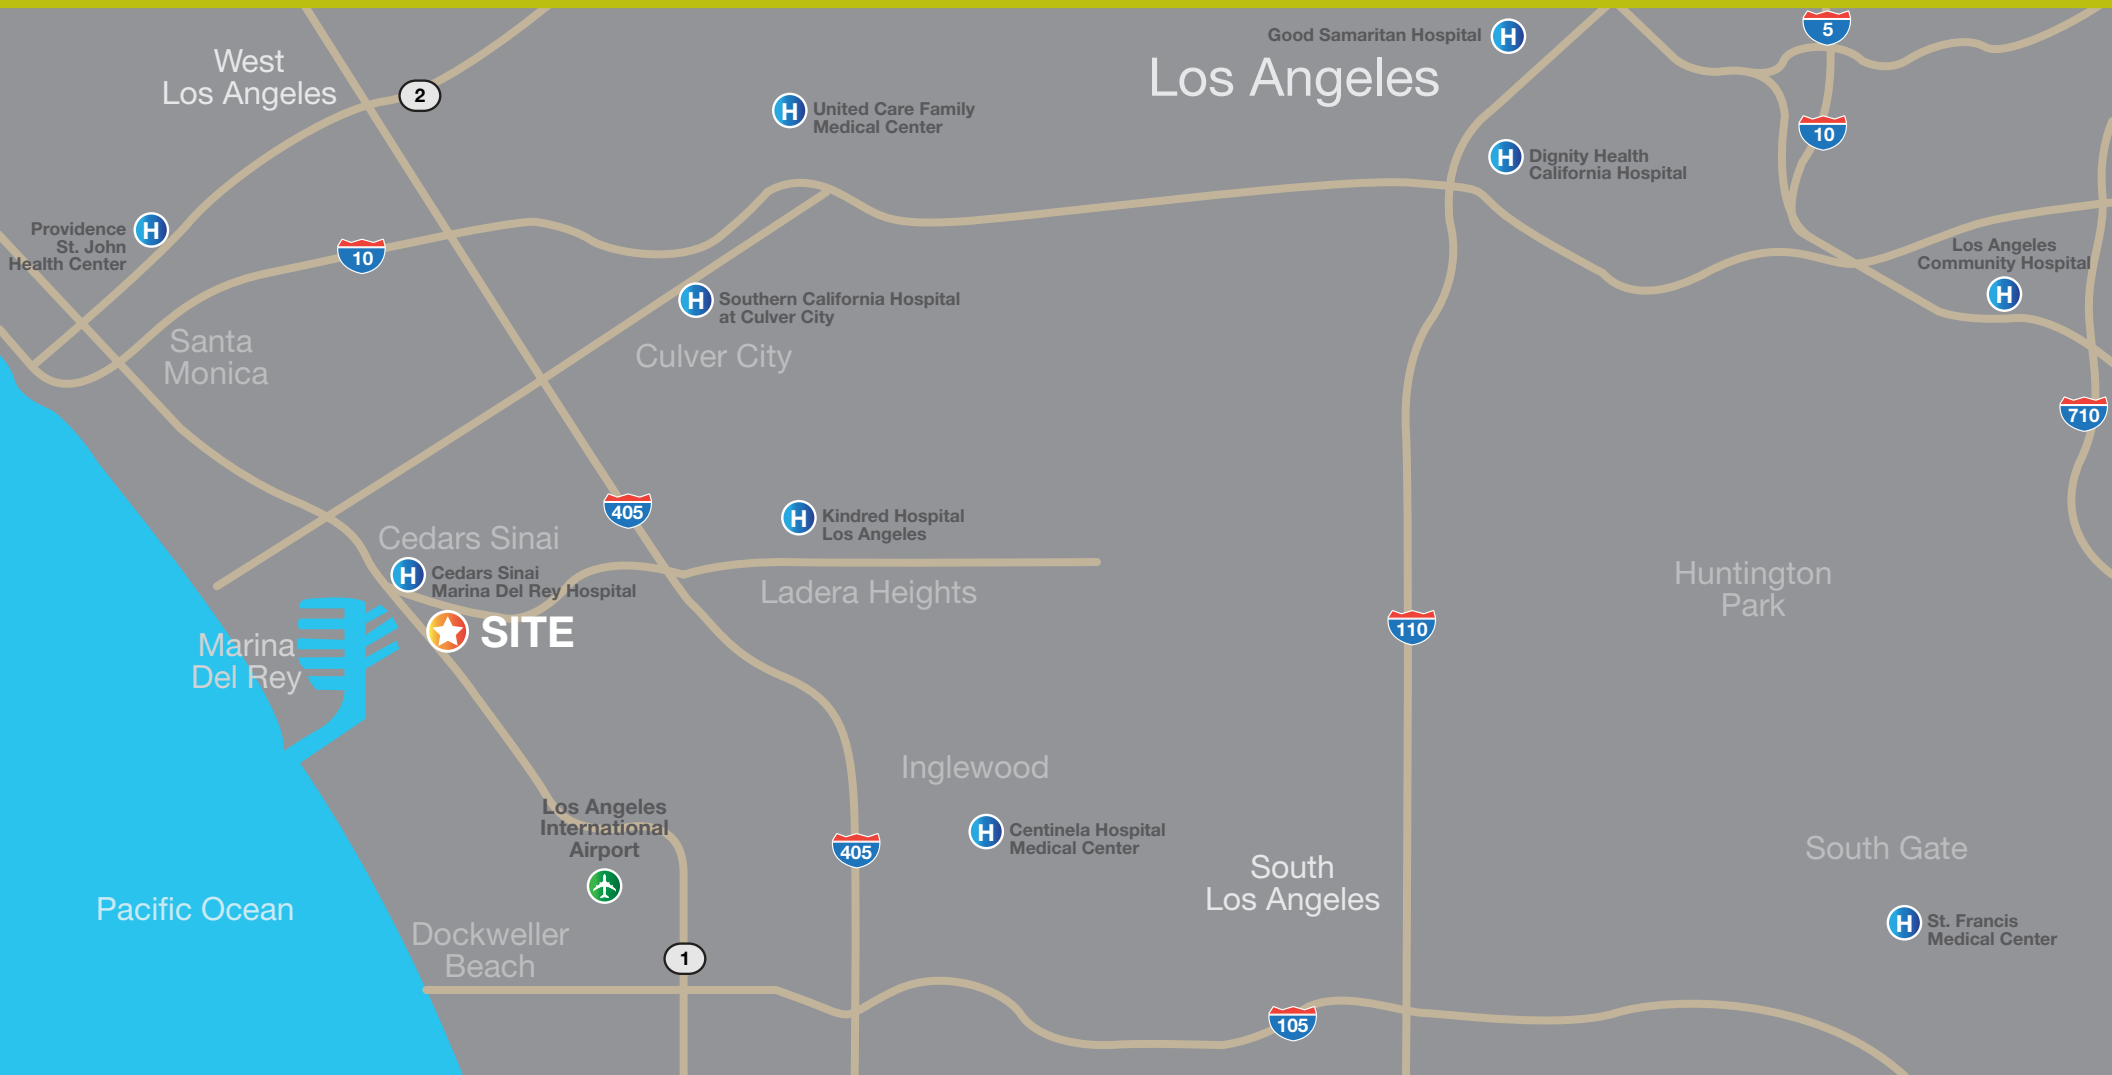 5
Good Samaritan Hospital
H
West
Los Angeles
Los Angeles
2
H
United Care Family
Medical Center
10
H
Dignity Health
California Hospital
Providence
St. John
Health Center
H
10
Los Angeles
Community Hospital
H
H
Southern California Hospital
at Culver City
Santa
Monica
Culver City
710
405
H
Kindred Hospital
Los Angeles
Cedars Sinai
H
Cedars Sinai
Marina Del Rey Hospital
Ladera Heights
Huntington
Park
SITE
110
Marina
Del Rey
Inglewood
Los Angeles
International
Airport
405
H
Centinela Hospital
Medical Center
South Gate
South
Los Angeles
Pacific Ocean
H
St. Francis
Medical Center
Dockweller
Beach
1
105